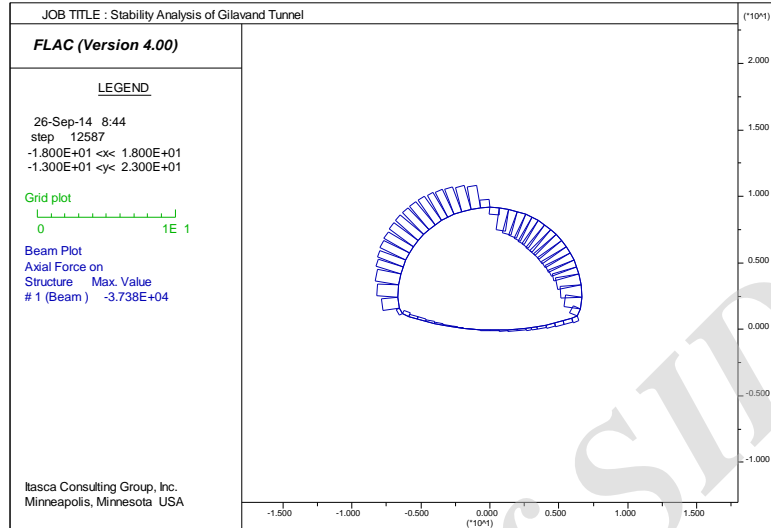 JOB TITLE : Stability Analysis of Gilavand Tunnel
(*10^1)
FLAC (Version 4.00)
LEGEND
26-Sep-14 8:44
step 12587
-1.800E+01 <x< 1.800E+01
-1.300E+01 <y< 2.300E+01
Grid plot
0 1E 1
Beam Plot
Axial Force on
Structure Max. Value
# 1 (Beam ) -3.738E+04
Itasca Consulting Group, Inc.
Minneapolis, Minnesota USA
2.000
1.500
1.000
0.500
0.000
-0.500
-1.000
-1.500 -1.000 -0.500 0.000 0.500 1.000 1.500
(*10^1)
SID